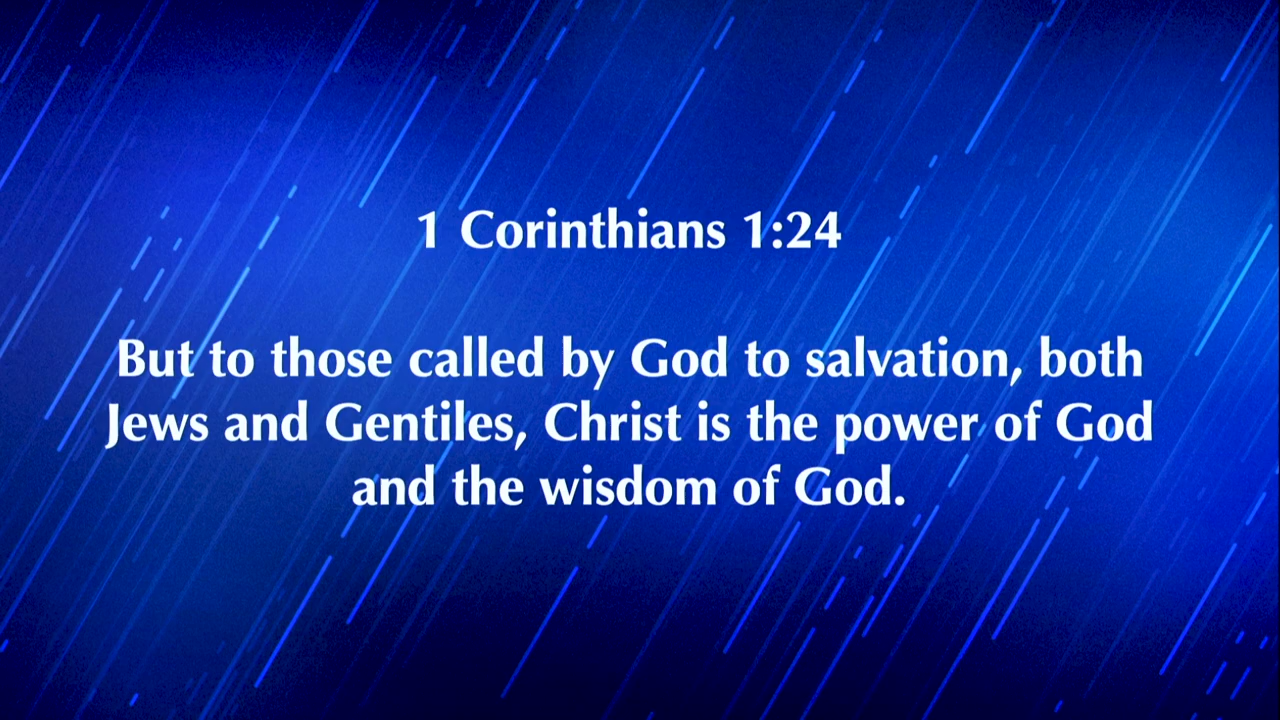 1 Corinthians 1:24
But to those called by God to salvation, both
Jews and Gentiles, Christ is the power of God
and the wisdom of God.